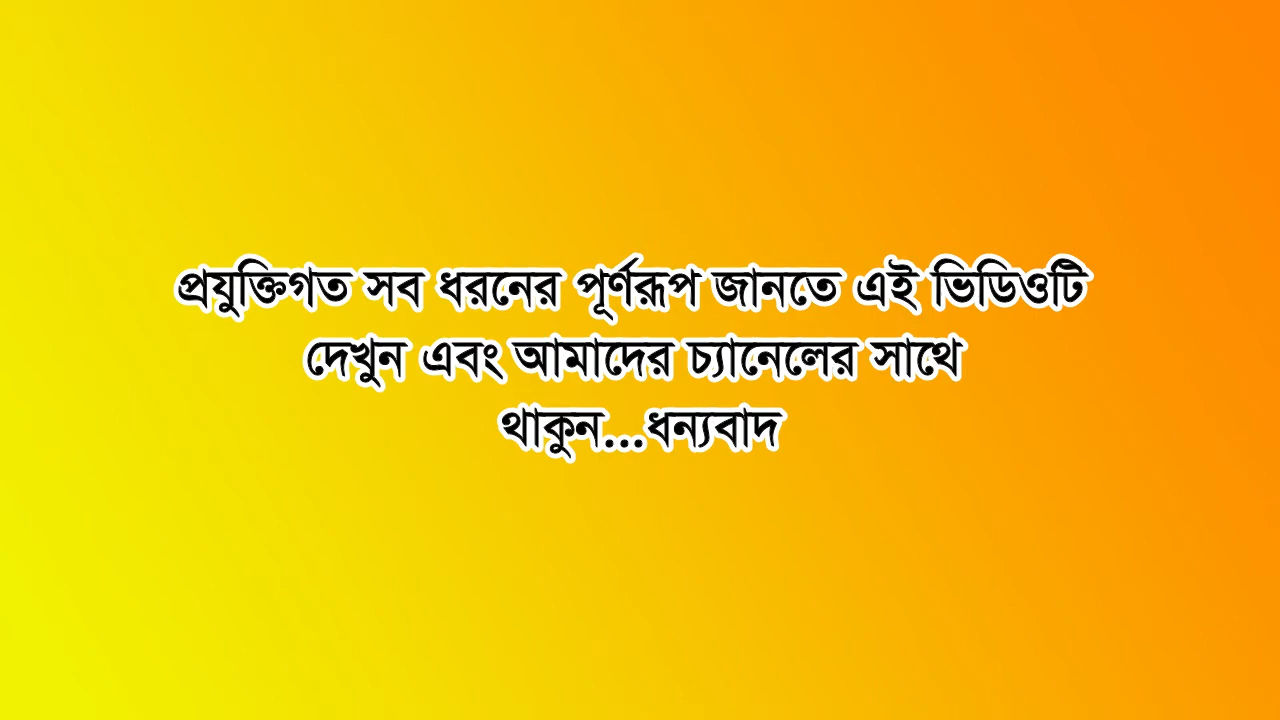 প্রযুক্তিগত সব ধরনের পূর্ণরূপ জানতে এই ভিডিওটি
দেখুন এবং আমাদের চ্যানেলের সাথে
থাকুন...ধন্যবাদ